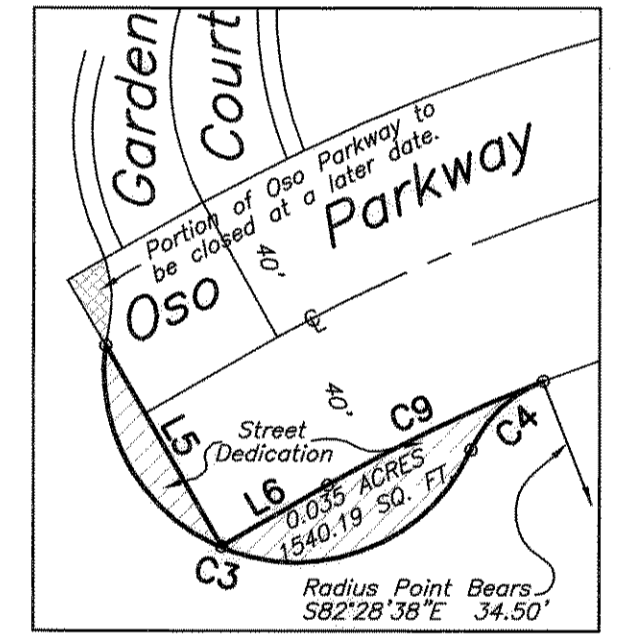 Garden
Court
Portion of Oso Parkway to
be closed at a later date.
Parkway
40'
Oso
℄
40'
C9
L5
Street
Dedication
C4
L6
0.035 ACRES
1540.19 SQ. FT.
C3
Radius Point Bears
S82°28'38"E 34.50'